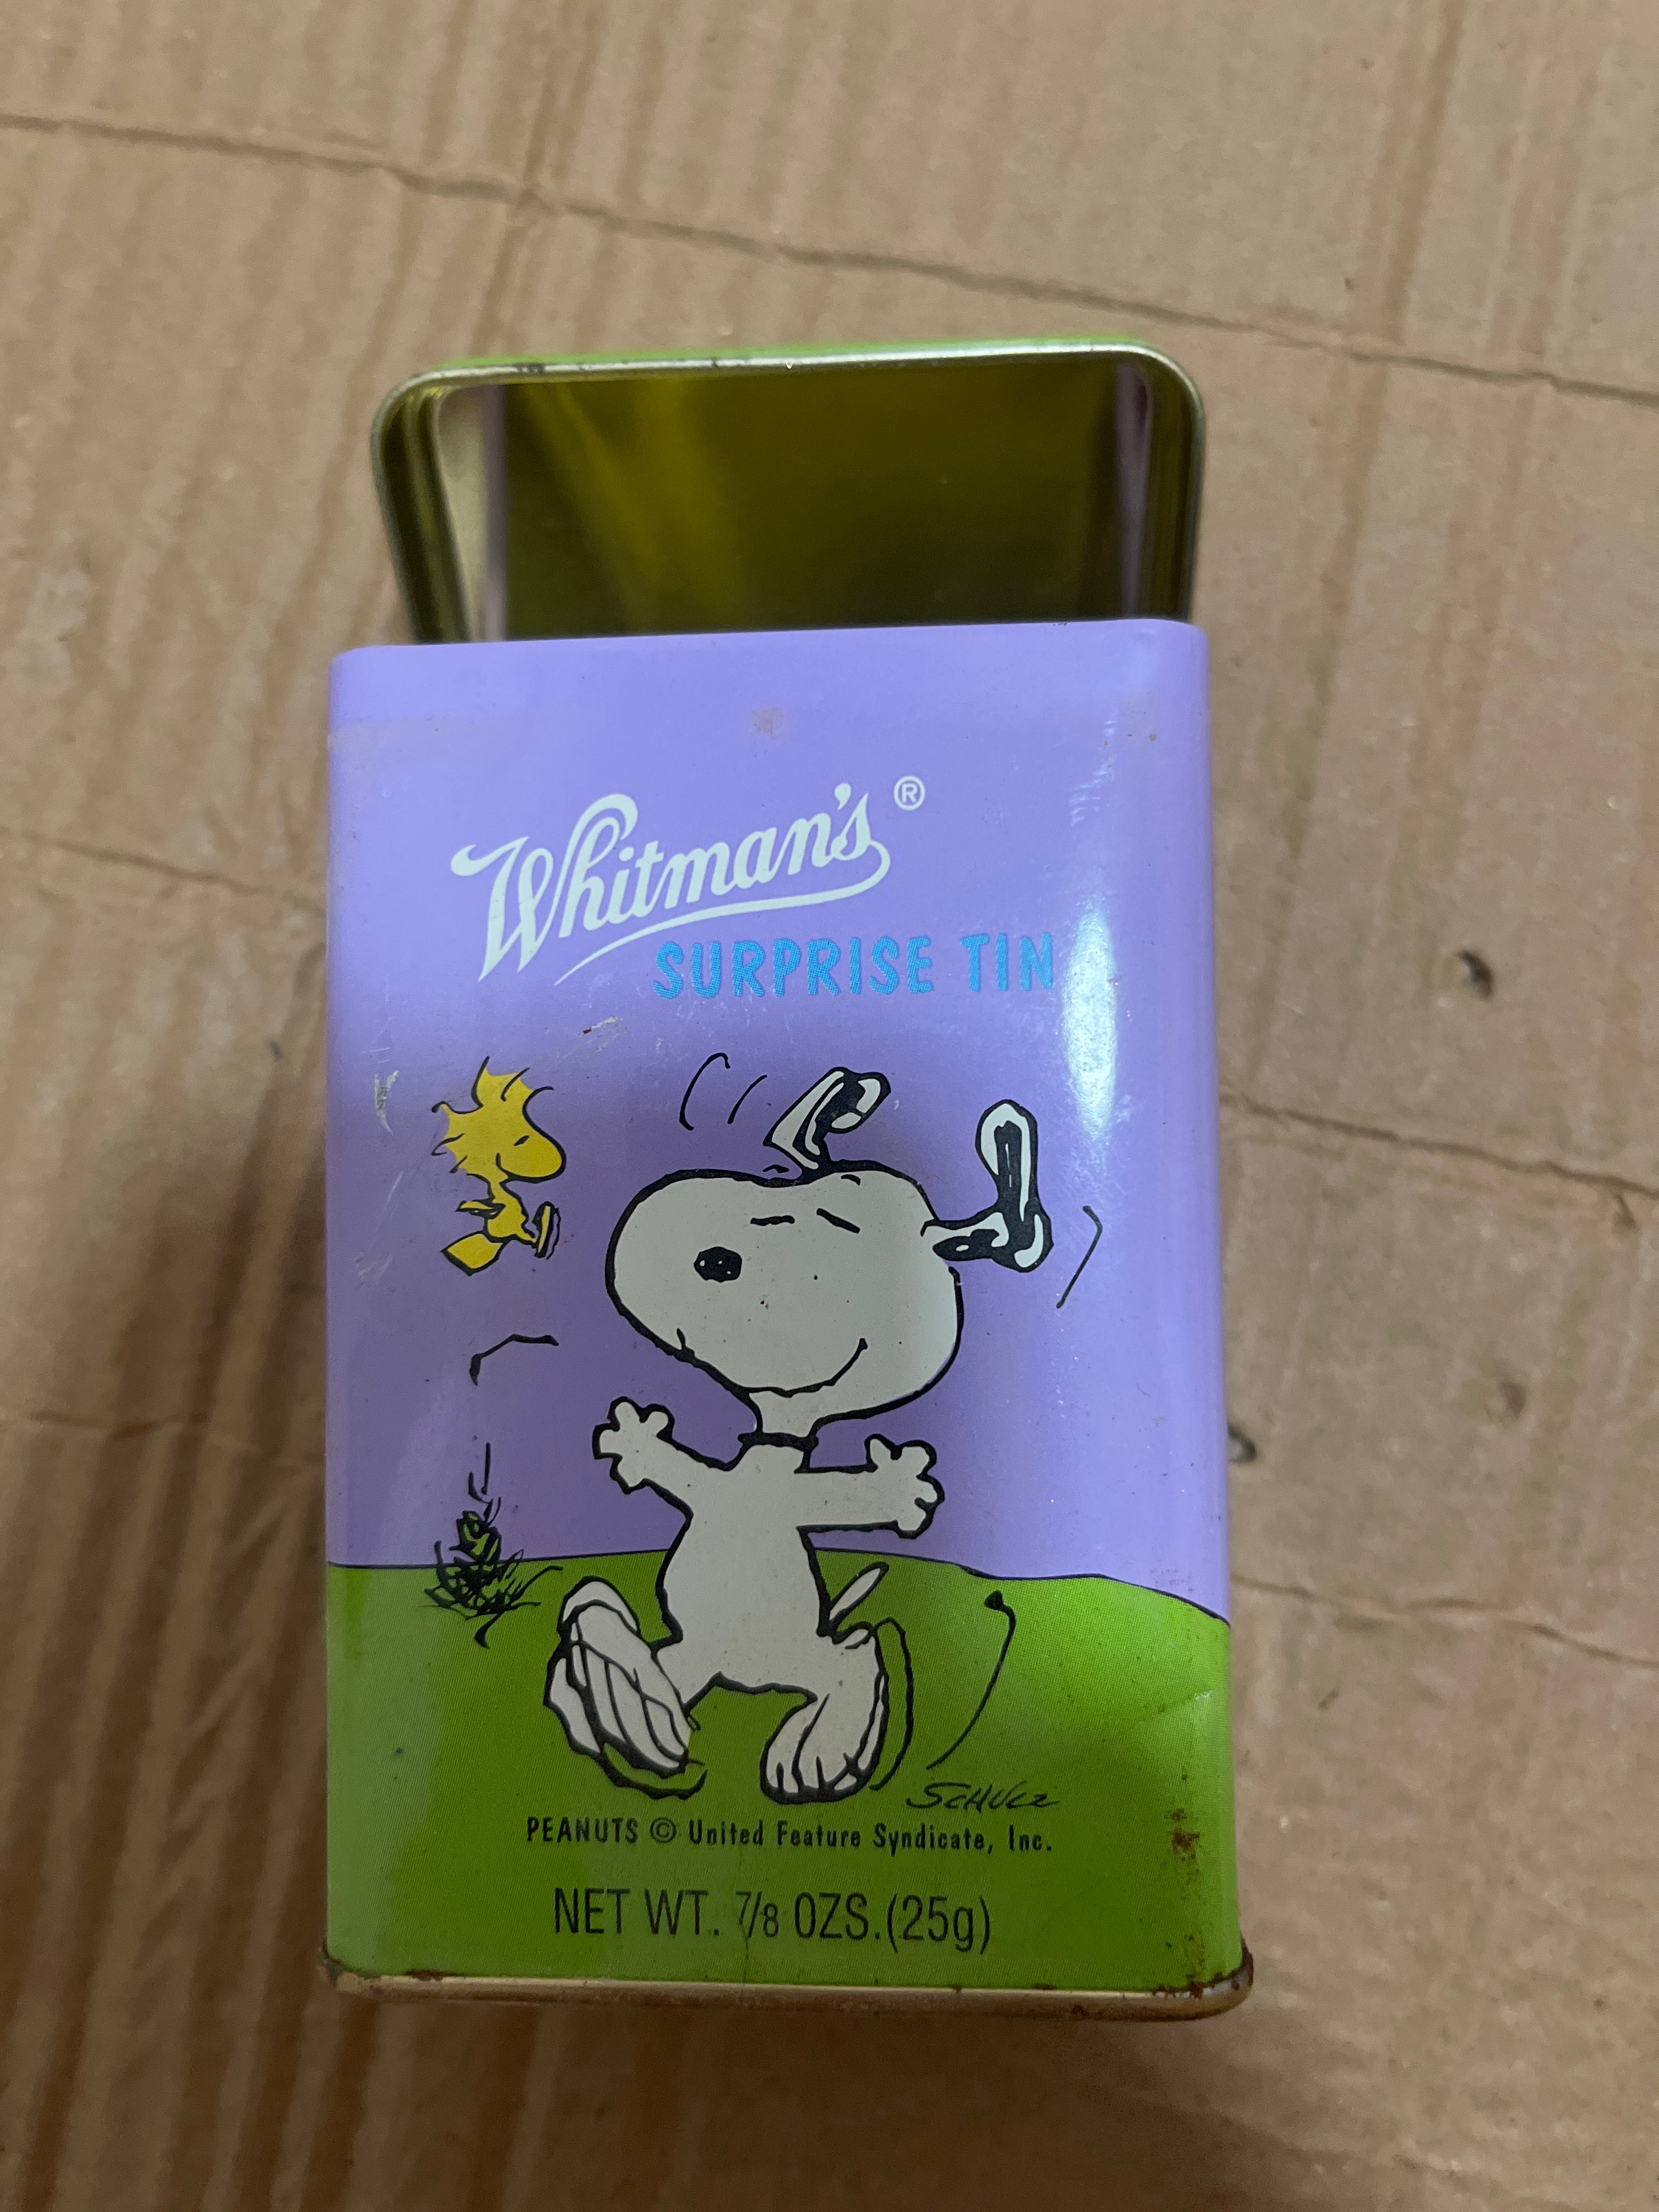 Whitman's ®
SURPRISE TIN
SCHULZ
PEANUTS © United Feature Syndicate, Inc.
NET WT. 7/8 OZS.(25g)